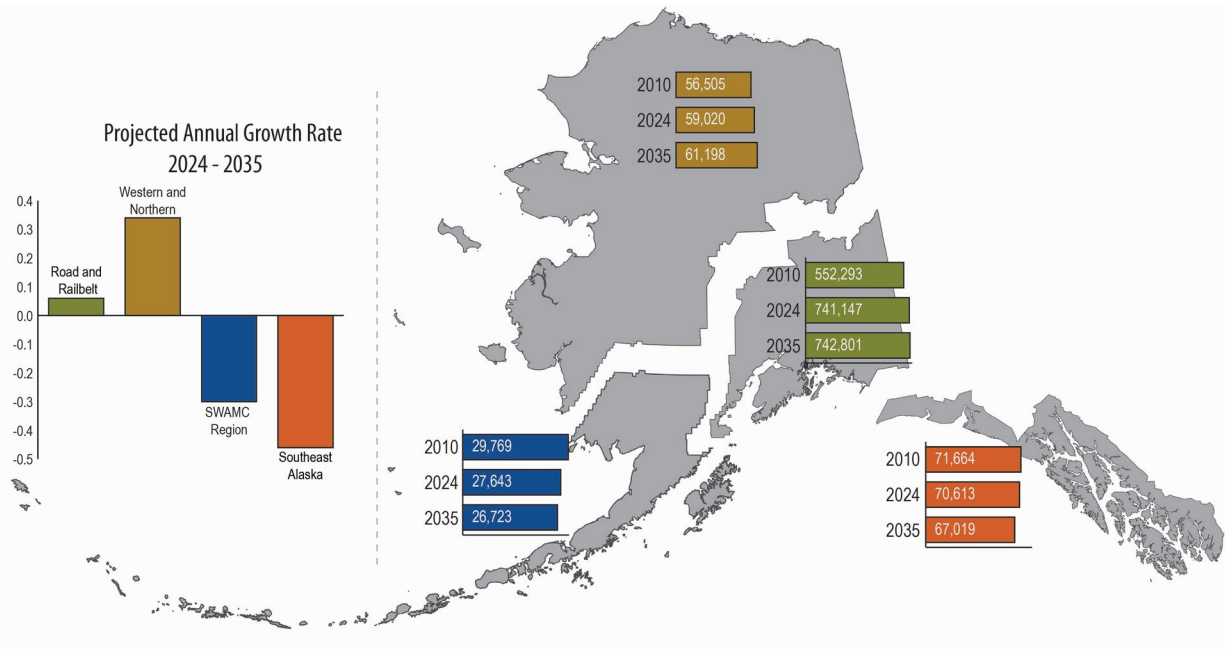 Projected Annual Growth Rate
2024 - 2035
0.4
0.3
0.2
0.1
0.0
-0.1
-0.2
-0.3
-0.4
-0.5
Road and
Railbelt
Western and
Northern
SWAMC
Region
Southeast
Alaska
2010 56,505
2024 59,020
2035 61,198
2010 552,293
2024 741,147
2035 742,801
2010 29,769
2024 27,643
2035 26,723
2010 71,664
2024 70,613
2035 67,019